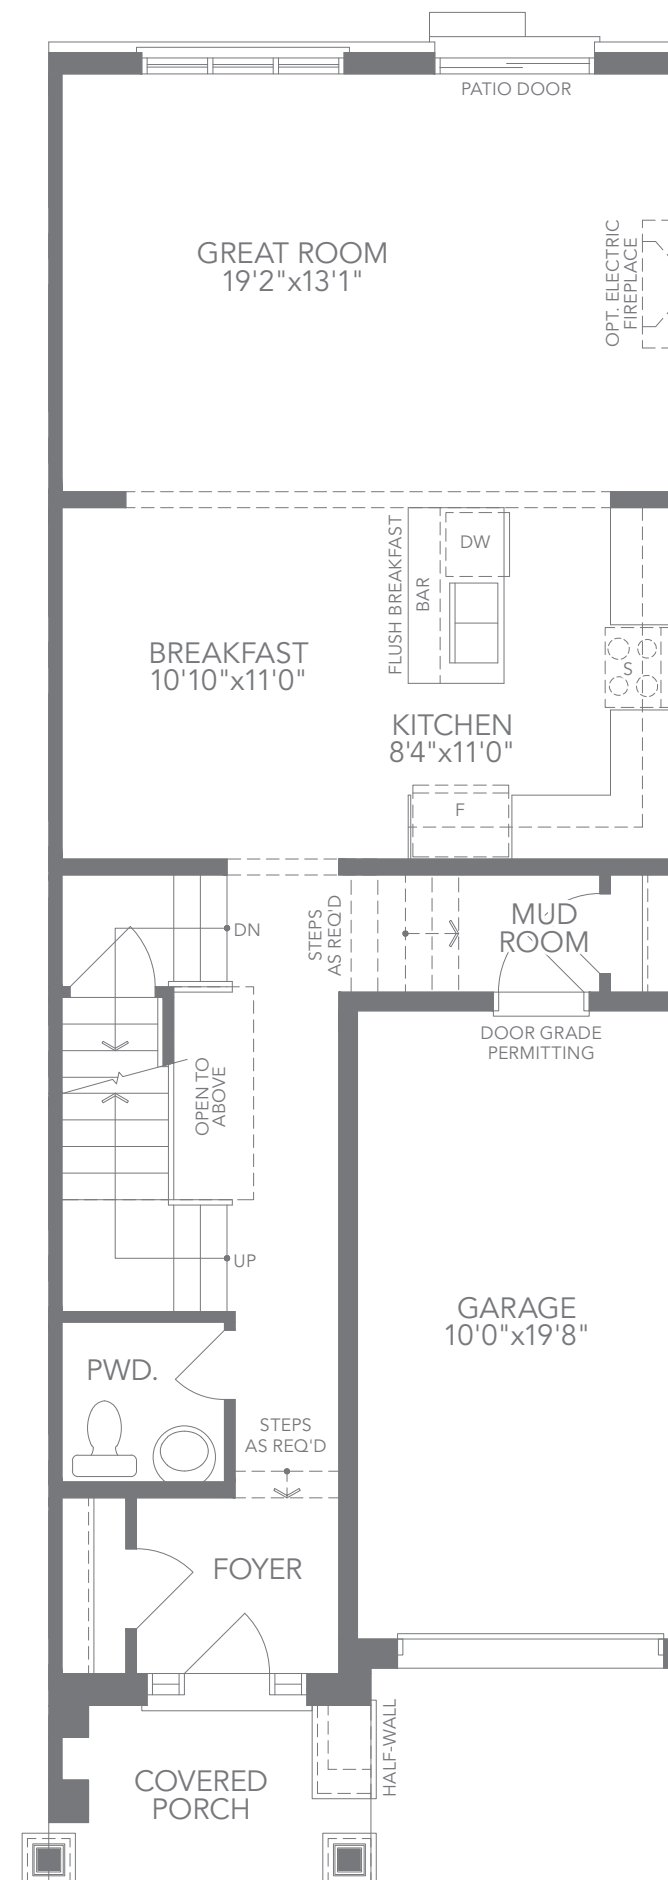 PATIO DOOR
GREAT ROOM
19'2"x13'1"
OPT. ELECTRIC
FIREPLACE
FLUSH BREAKFAST
BAR
DW
BREAKFAST
10'10"x11'0"
S
KITCHEN
8'4"x11'0"
F
DN
STEPS
AS REQ'D
MUD
ROOM
DOOR GRADE
PERMITTING
OPEN TO
ABOVE
UP
GARAGE
10'0"x19'8"
PWD.
STEPS
AS REQ'D
FOYER
HALF-WALL
COVERED
PORCH